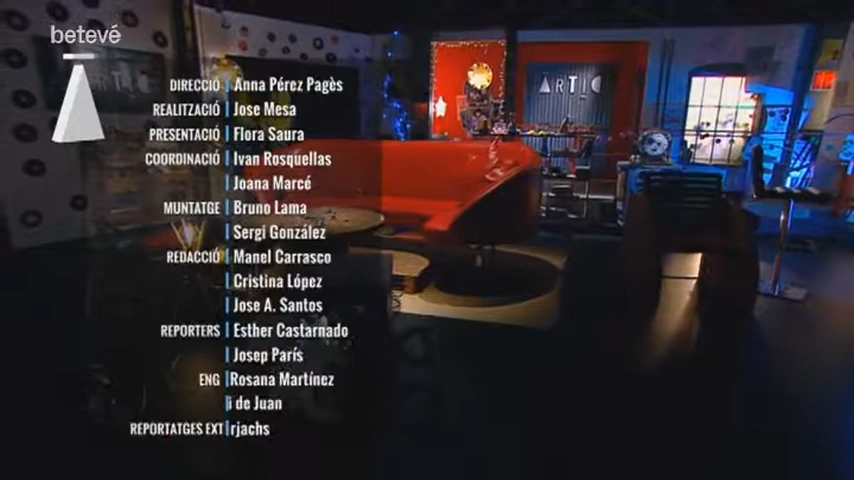 betevé
ÀRTIC
DIRECCIÓ Anna Pérez Pagès
REALITZACIÓ Jose Mesa
PRESENTACIÓ Flora Saura
COORDINACIÓ Ivan Rosquellas
Joana Marcé
MUNTATGE Bruno Lama
Sergi González
REDACCIÓ Manel Carrasco
Cristina López
Jose A. Santos
REPORTERS Esther Castarnado
Josep París
ENG Rosana Martínez
i de Juan
REPORTATGES EXT rjachs